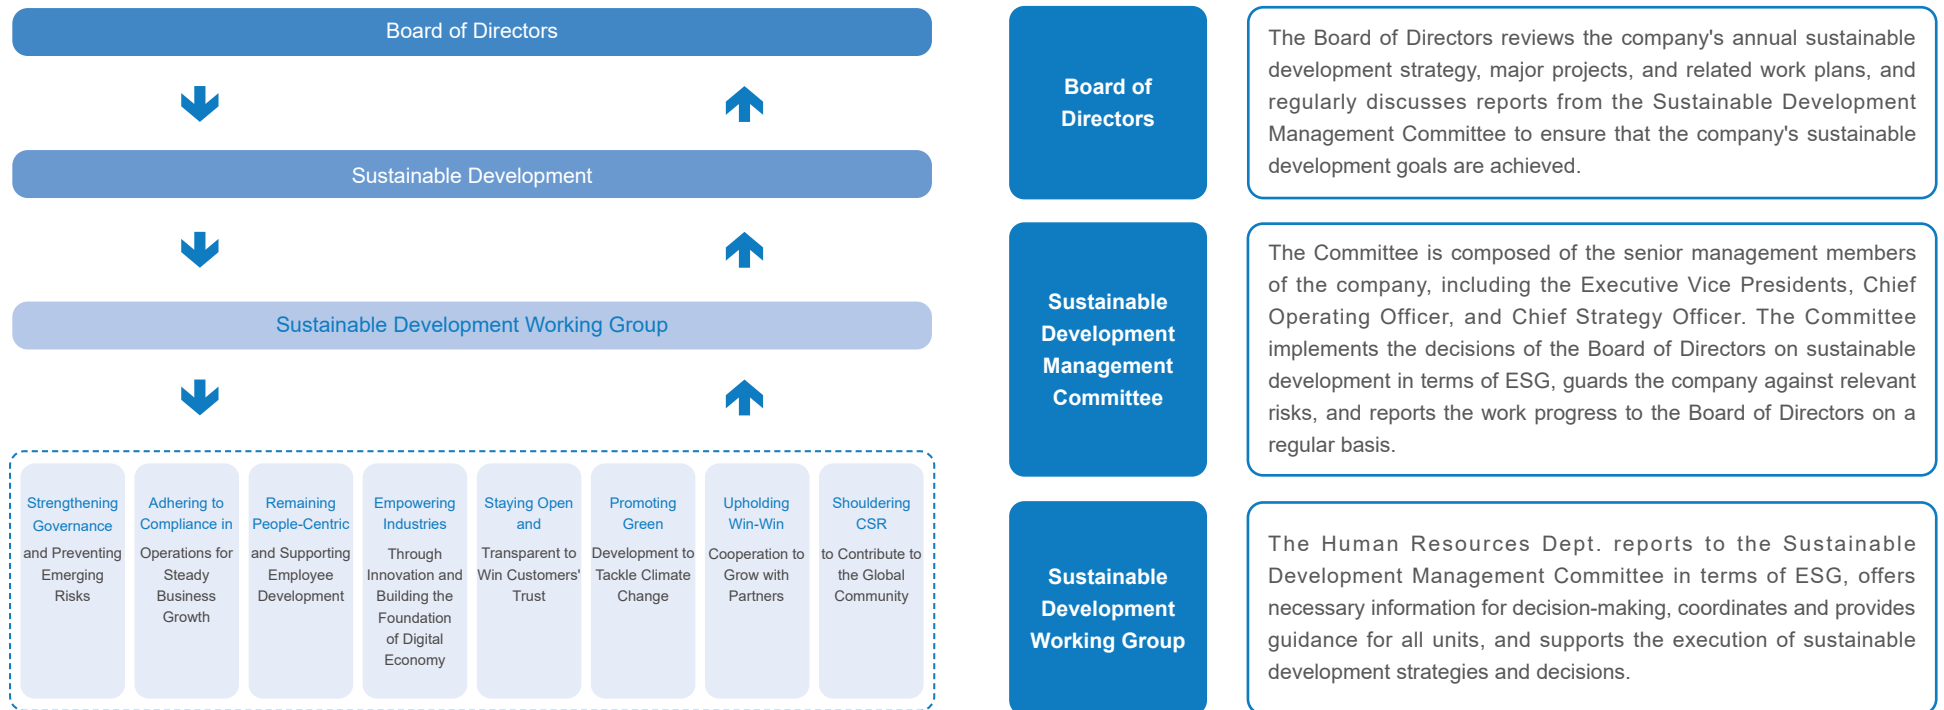 Board of Directors
Sustainable Development
Sustainable Development Working Group
Strengthening
Governance
and Preventing
Emerging
Risks
Adhering to
Compliance in
Operations for
Steady
Business
Growth
Remaining
People-Centric
and Supporting
Employee
Development
Empowering
Industries
Through
Innovation and
Building the
Foundation
of Digital
Economy
Staying Open
and
Transparent to
Win Customers'
Trust
Promoting
Green
Development to
Tackle Climate
Change
Upholding
Win-Win
Cooperation to
Grow with
Partners
Shouldering
CSR
to Contribute to
the Global
Community
Board of
Directors
The Board of Directors reviews the company's annual sustainable
development strategy, major projects, and related work plans, and
regularly discusses reports from the Sustainable Development
Management Committee to ensure that the company's sustainable
development goals are achieved.
Sustainable
Development
Management
Committee
The Committee is composed of the senior management members
of the company, including the Executive Vice Presidents, Chief
Operating Officer, and Chief Strategy Officer. The Committee
implements the decisions of the Board of Directors on sustainable
development in terms of ESG, guards the company against relevant
risks, and reports the work progress to the Board of Directors on a
regular basis.
Sustainable
Development
Working Group
The Human Resources Dept. reports to the Sustainable
Development Management Committee in terms of ESG, offers
necessary information for decision-making, coordinates and provides
guidance for all units, and supports the execution of sustainable
development strategies and decisions.